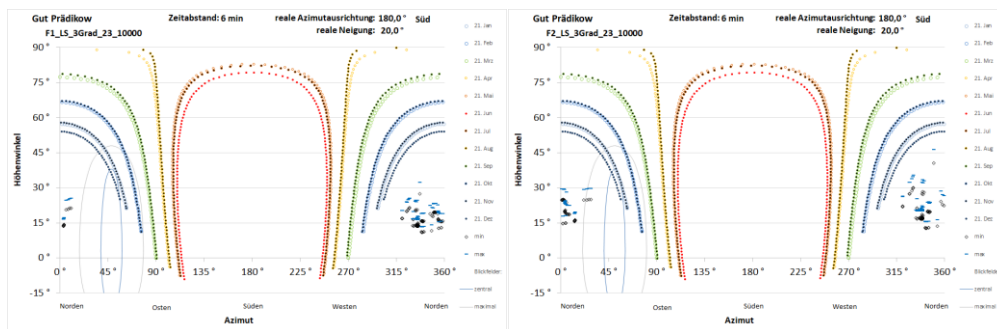 Gut Prädikow
Zeitabstand: 6 min
reale Azimutausrichtung: 180,0 °
Süd
F1_LS_3Grad_23_10000
reale Neigung: 20,0 °
Höhenwinkel
90 °
75 °
60 °
45 °
30 °
15 °
0 °
-15 °
0 °
45 °
90 °
135 °
180 °
225 °
270 °
315 °
360 °
Norden
Osten
Süden
Westen
Norden
Azimut
21. Jan
21. Feb
21. Mrz
21. Apr
21. Mai
21. Jun
21. Jul
21. Aug
21. Sep
21. Okt
21. Nov
21. Dez
min
max
Blickfelder
zentral
maximal
Gut Prädikow
Zeitabstand: 6 min
reale Azimutausrichtung: 180,0 °
Süd
F2_LS_3Grad_23_10000
reale Neigung: 20,0 °
Höhenwinkel
90 °
75 °
60 °
45 °
30 °
15 °
0 °
-15 °
0 °
45 °
90 °
135 °
180 °
225 °
270 °
315 °
360 °
Norden
Osten
Süden
Westen
Norden
Azimut
21. Jan
21. Feb
21. Mrz
21. Apr
21. Mai
21. Jun
21. Jul
21. Aug
21. Sep
21. Okt
21. Nov
21. Dez
min
max
Blickfelder
zentral
maximal